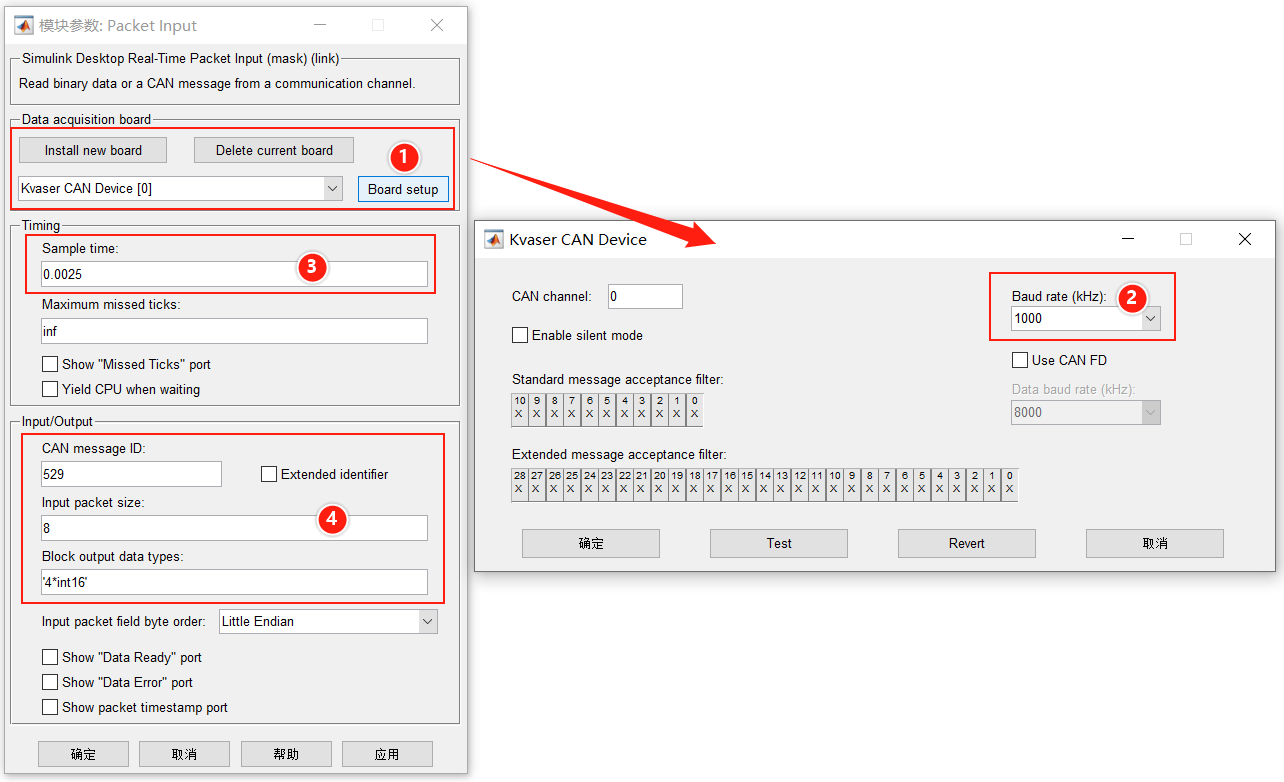 模块参数: Packet Input
Simulink Desktop Real-Time Packet Input (mask) (link)
Read binary data or a CAN message from a communication channel.
Data acquisition board
Install new board
Delete current board
1
Kvaser CAN Device [0]
Board setup
Timing
Sample time:
0.0025
3
Maximum missed ticks:
inf
Show "Missed Ticks" port
Yield CPU when waiting
Input/Output
CAN message ID:
529
Extended identifier
Input packet size:
8
4
Block output data types:
'4*int16'
Input packet field byte order:
Little Endian
Show "Data Ready" port
Show "Data Error" port
Show packet timestamp port
确定
取消
帮助
应用
Kvaser CAN Device
CAN channel:
0
Baud rate (kHz):
2
1000
Enable silent mode
Use CAN FD
Standard message acceptance filter:
Data baud rate (kHz):
8000
10 9 8 7 6 5 4 3 2 1 0
X X X X X X X X X X X
Extended message acceptance filter:
28 27 26 25 24 23 22 21 20 19 18 17 16 15 14 13 12 11 10 9 8 7 6 5 4 3 2 1 0
X X X X X X X X X X X X X X X X X X X X X X X X X X X X X
确定
Test
Revert
取消